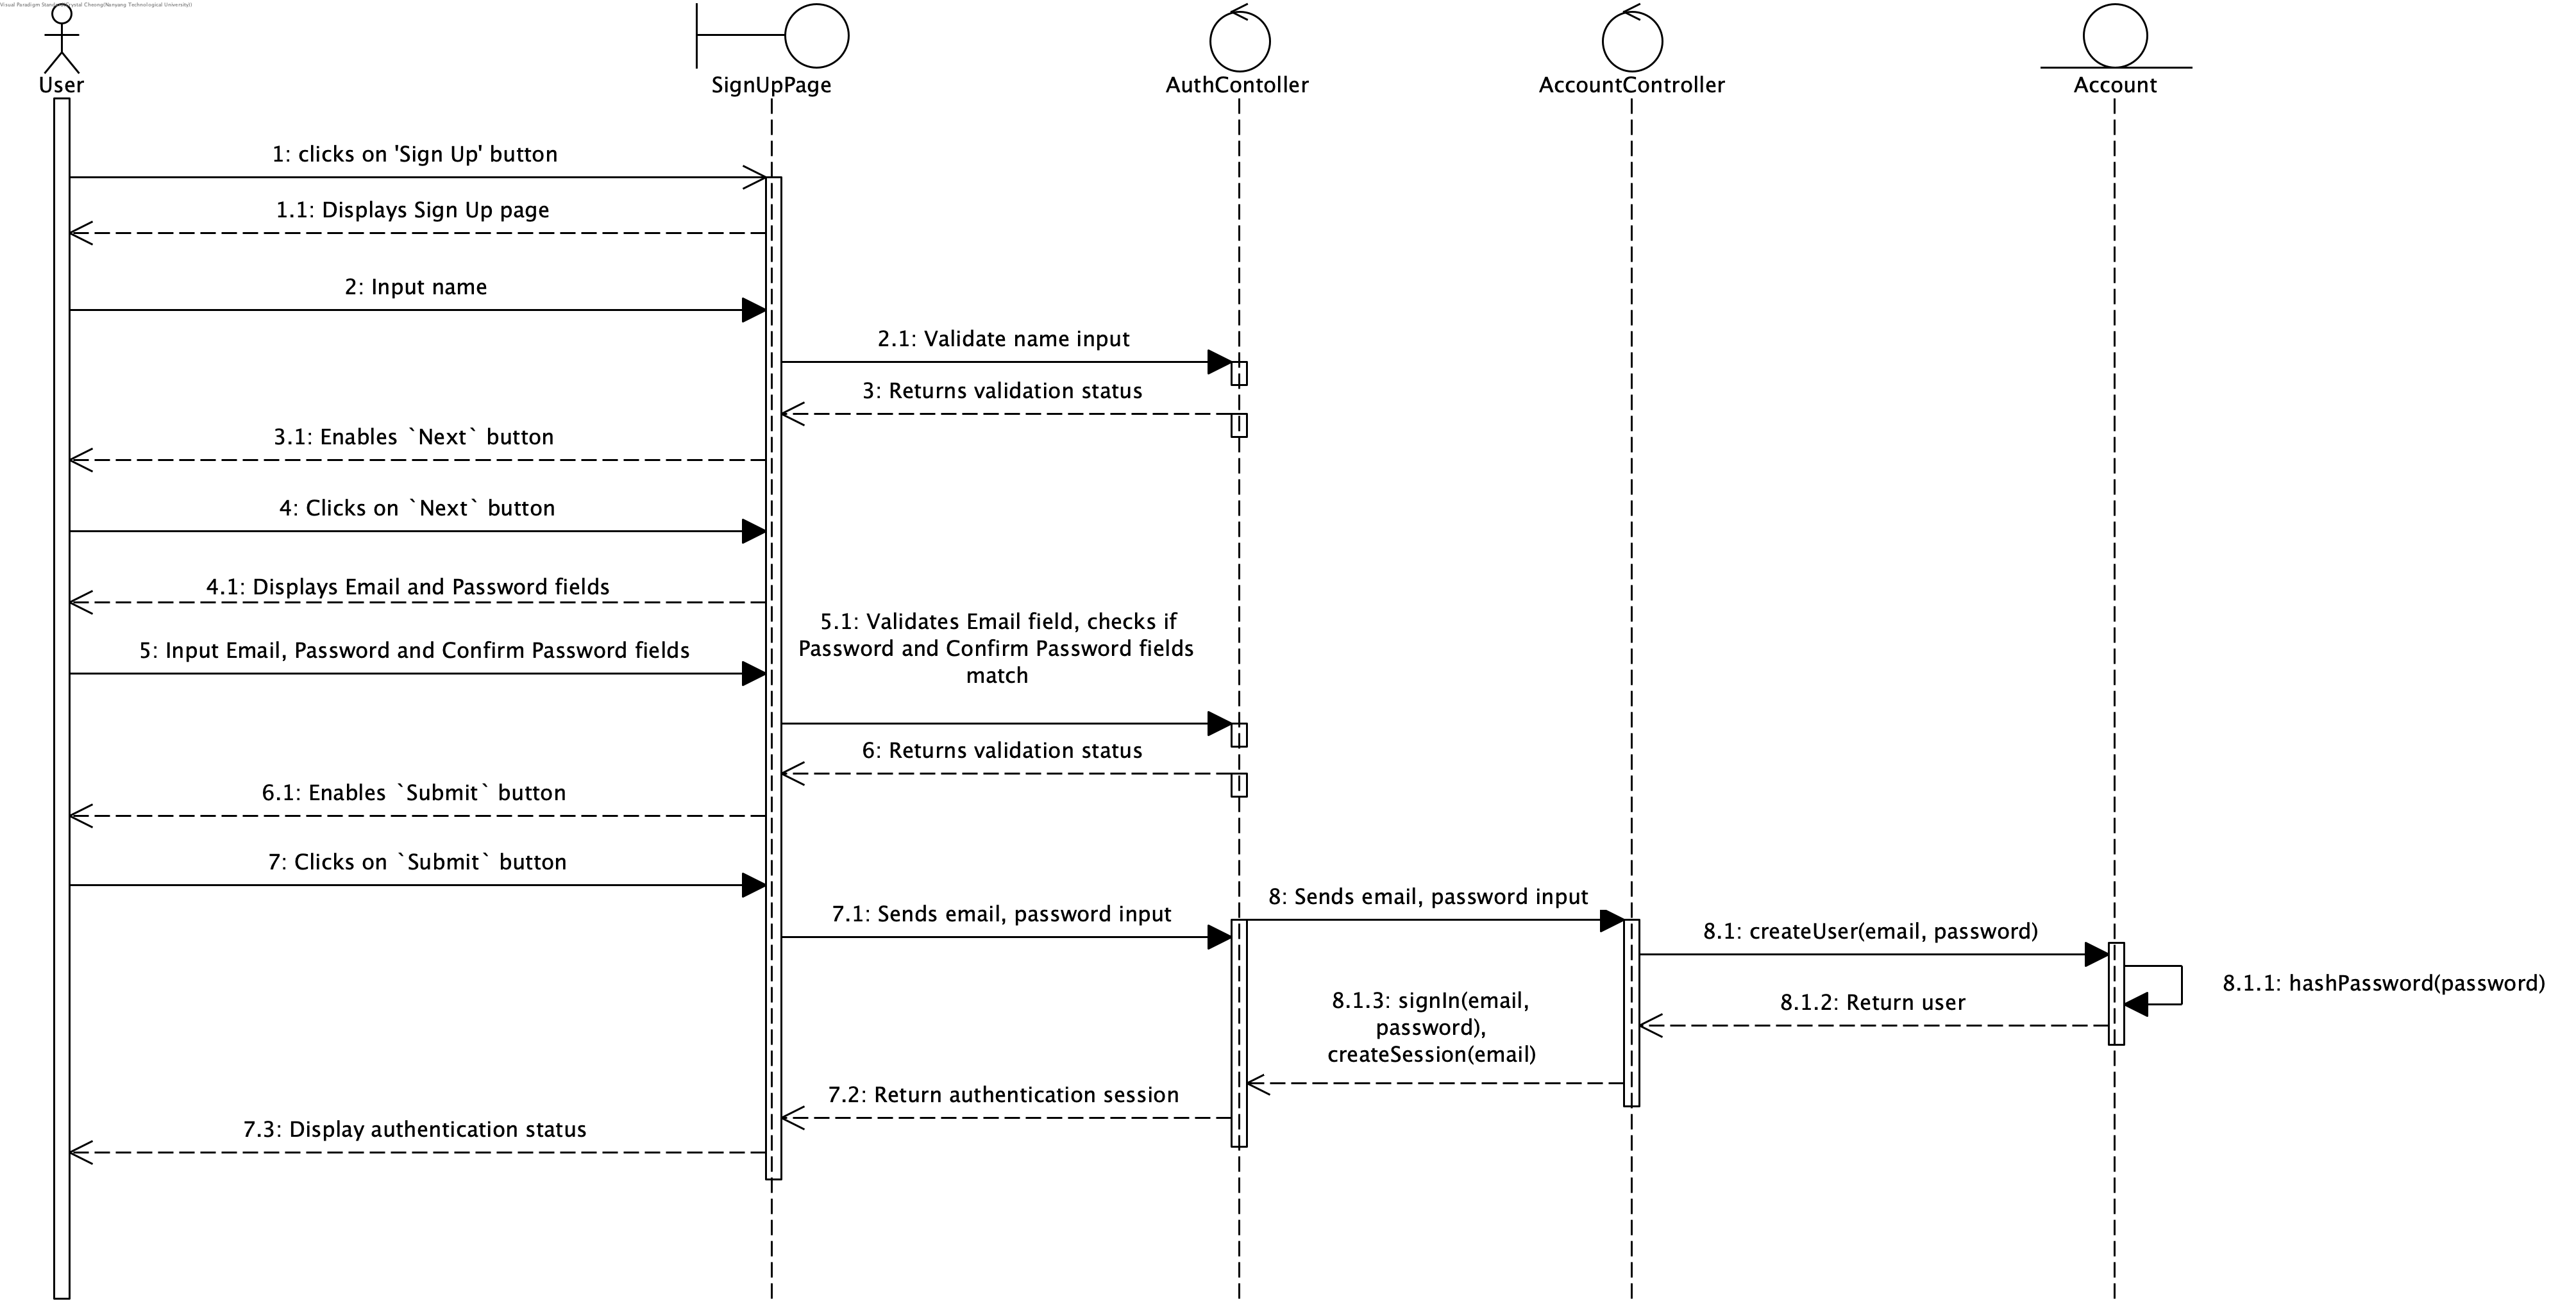 Visual Paradigm Standard(Crystal Cheong(Nanyang Technological University))
User
SignUpPage
AuthContoller
AccountController
Account
1: clicks on 'Sign Up' button
1.1: Displays Sign Up page
2: Input name
2.1: Validate name input
3: Returns validation status
3.1: Enables `Next` button
4: Clicks on `Next` button
4.1: Displays Email and Password fields
5: Input Email, Password and Confirm Password fields
5.1: Validates Email field, checks if
Password and Confirm Password fields
match
6: Returns validation status
6.1: Enables `Submit` button
7: Clicks on `Submit` button
7.1: Sends email, password input
8: Sends email, password input
8.1: createUser(email, password)
8.1.1: hashPassword(password)
8.1.2: Return user
8.1.3: signIn(email,
password),
createSession(email)
7.2: Return authentication session
7.3: Display authentication status